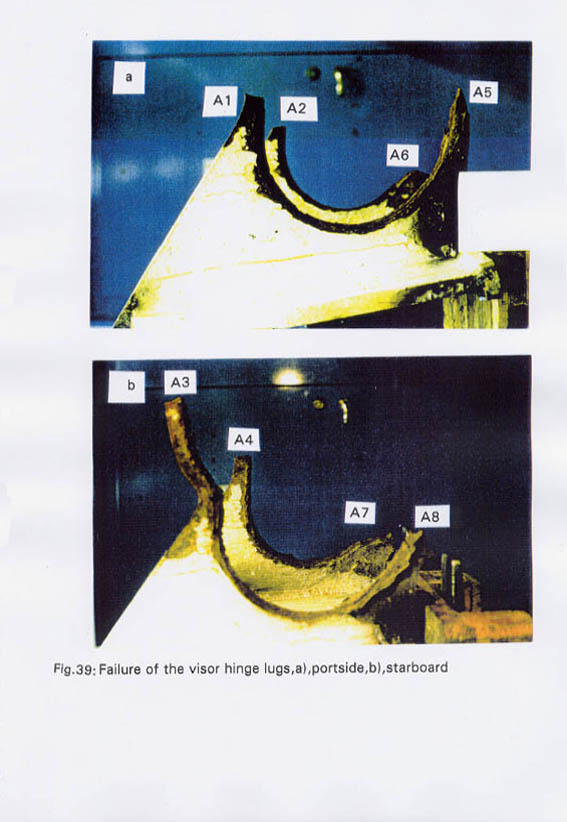 a
A1
A2
A5
A6
b
A3
A4
A7
A8
Fig.39: Failure of the visor hinge lugs,a),portside,b),starboard